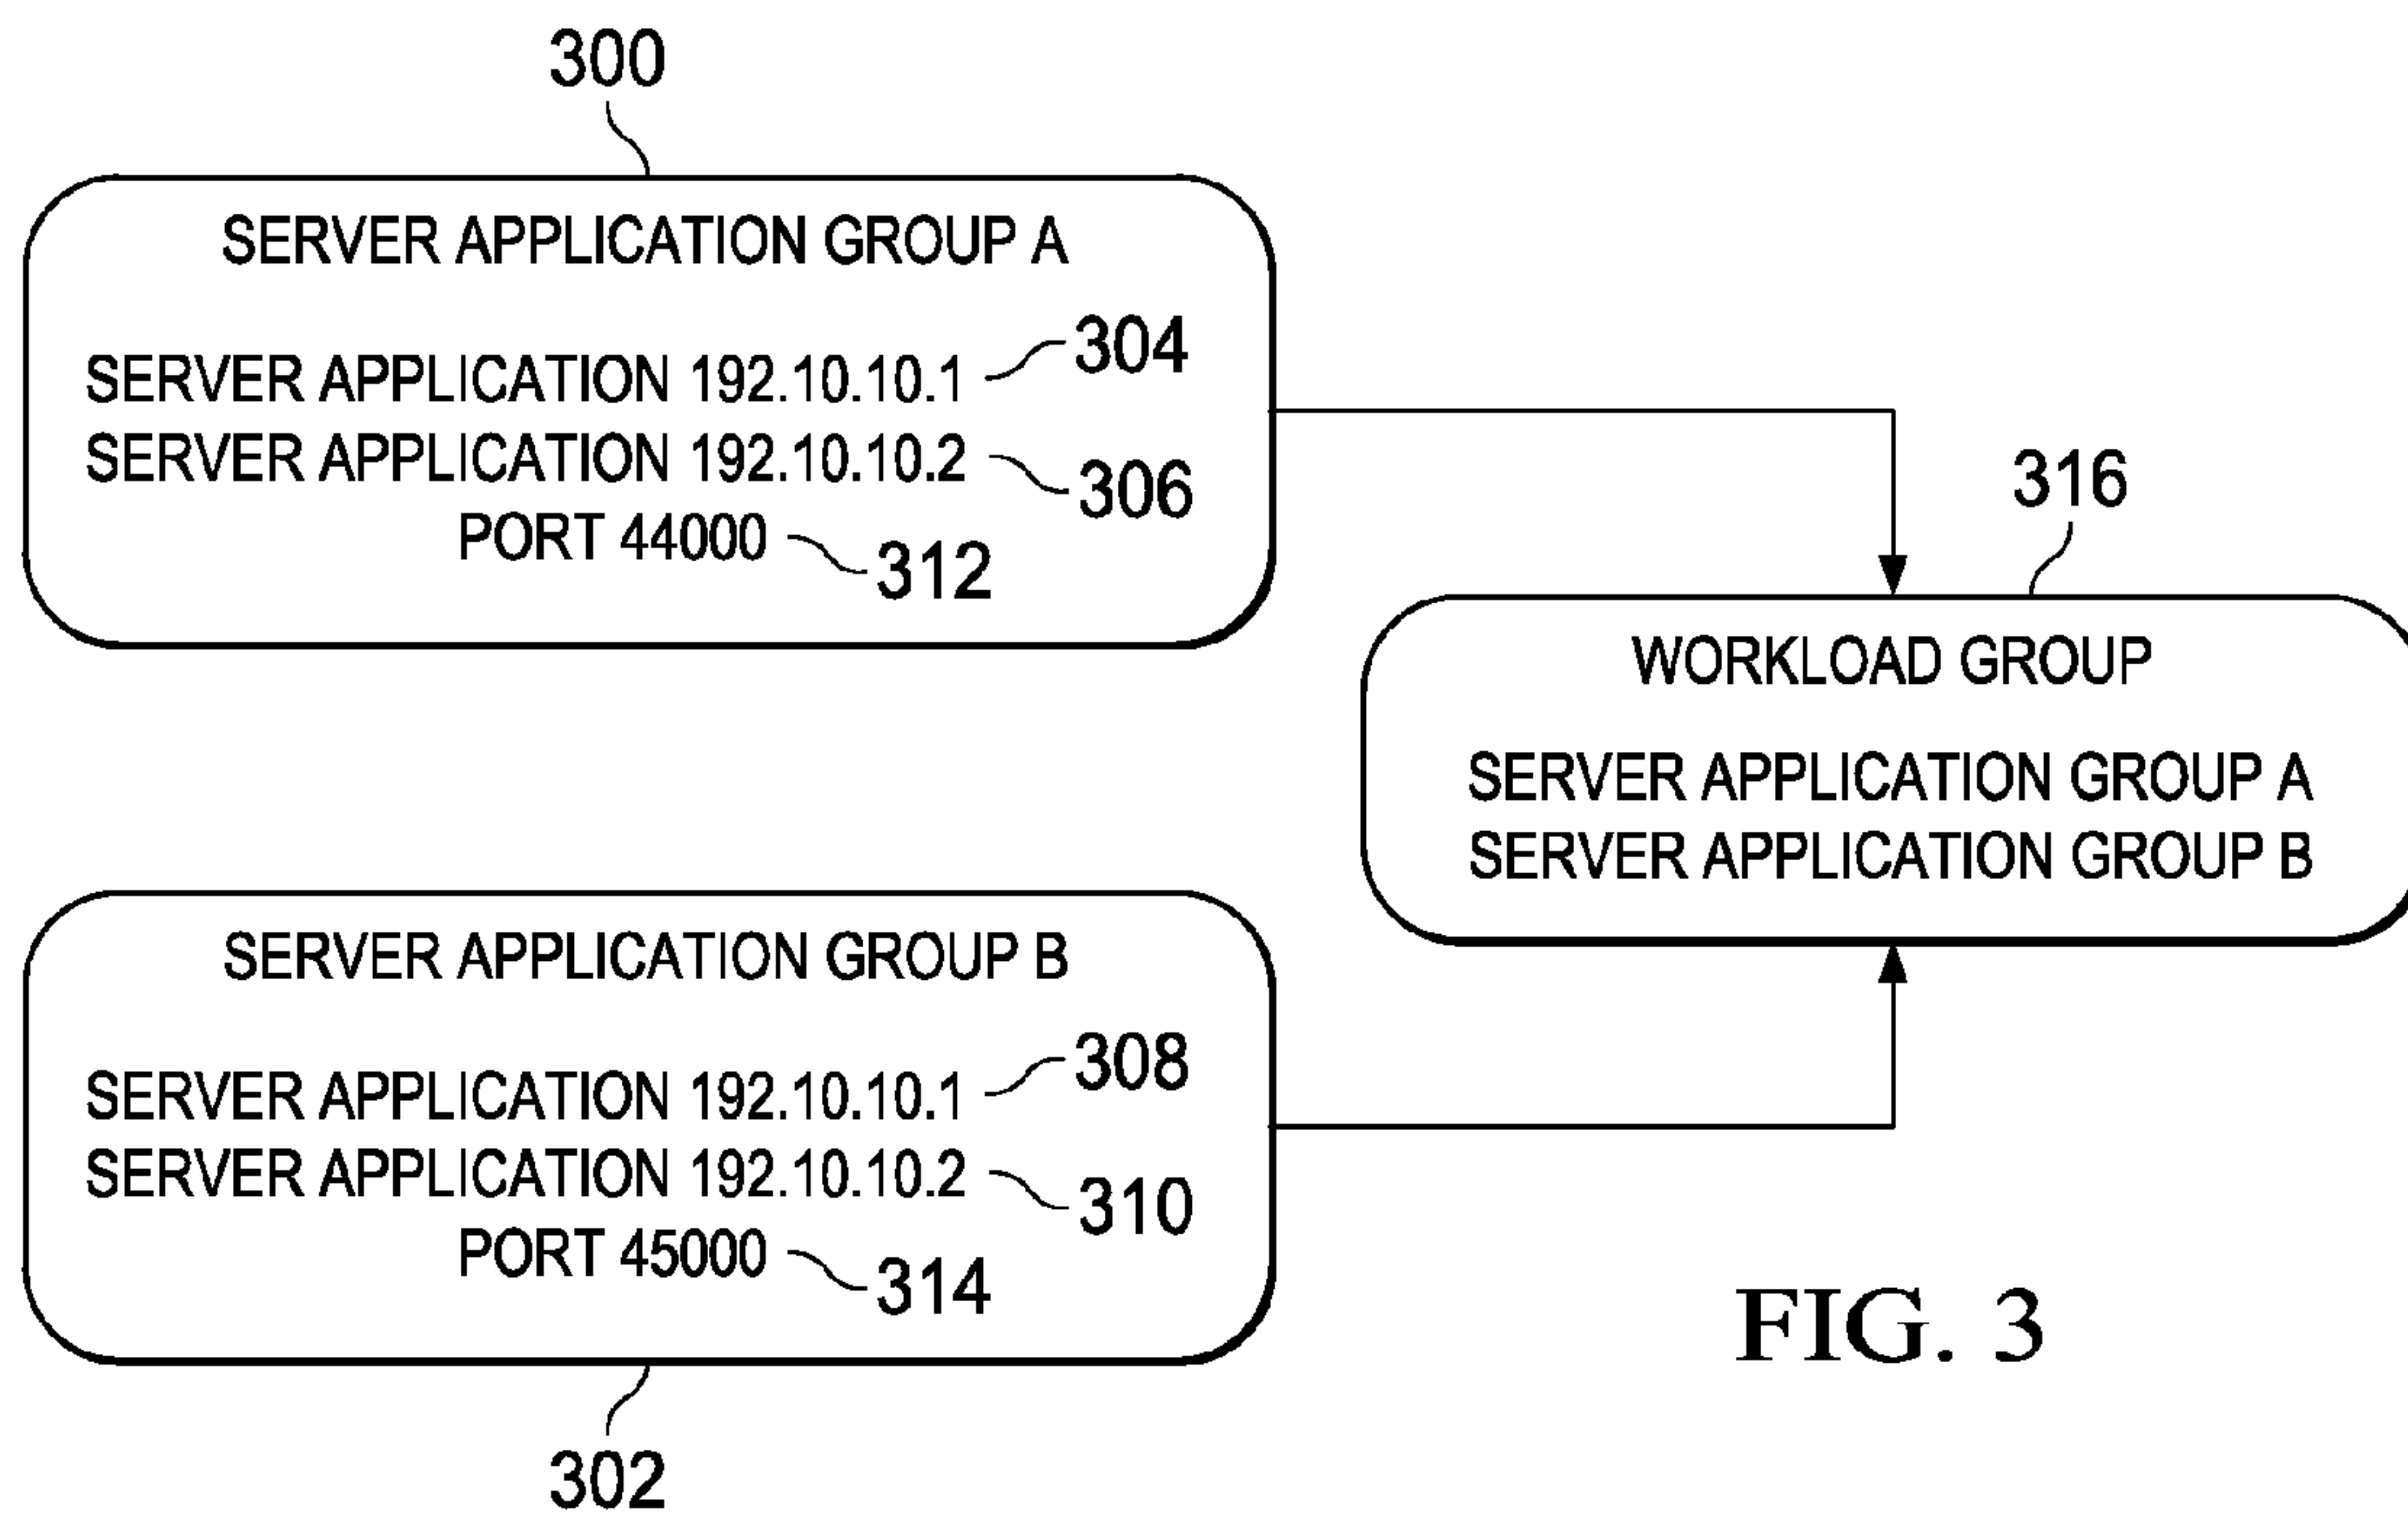 300
SERVER APPLICATION GROUP A
SERVER APPLICATION 192.10.10.1 304
SERVER APPLICATION 192.10.10.2 306
PORT 44000 312
316
WORKLOAD GROUP
SERVER APPLICATION GROUP A
SERVER APPLICATION GROUP B
SERVER APPLICATION GROUP B
SERVER APPLICATION 192.10.10.1 308
SERVER APPLICATION 192.10.10.2 310
PORT 45000 314
302
FIG. 3